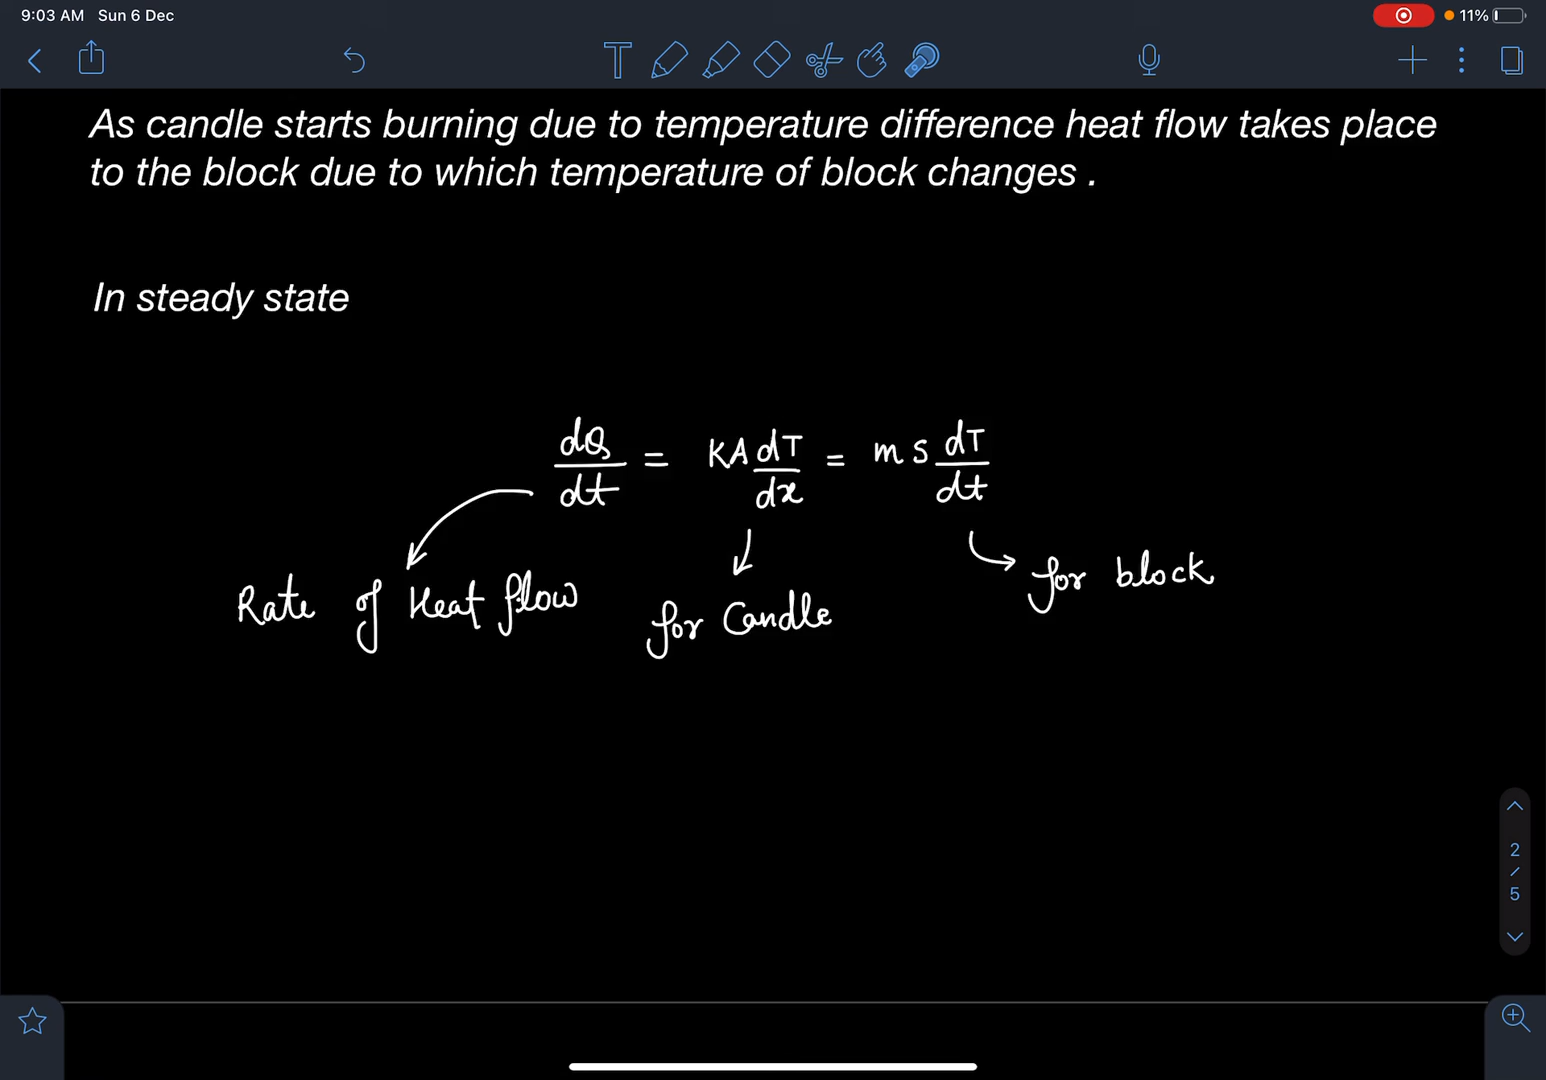 9:03 AM Sun 6 Dec
11%
As candle starts burning due to temperature difference heat flow takes place
to the block due to which temperature of block changes .
In steady state
dQ/dt = KA dT/dx = m s dT/dt
Rate of Heat flow
for Candle
for block
2
/
5